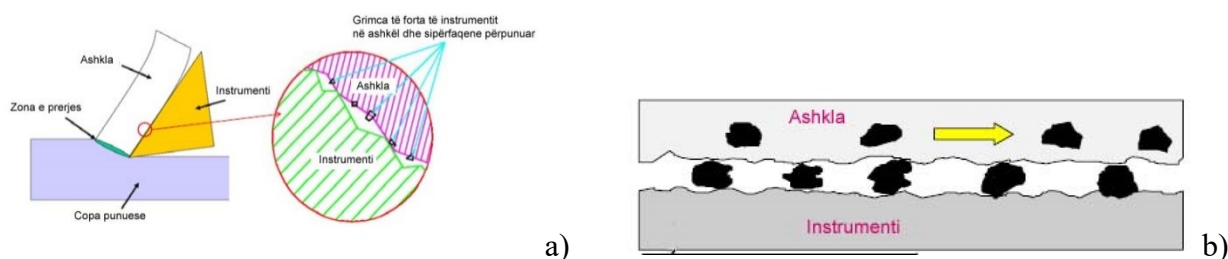 Grimca të forta të instrumentit
në ashkël dhe sipërfaqene përpunuar
Ashkla
Instrumenti
Zona e prerjes
Copa punuese
Ashkla
Instrumenti
a)
Ashkla
Instrumenti
b)